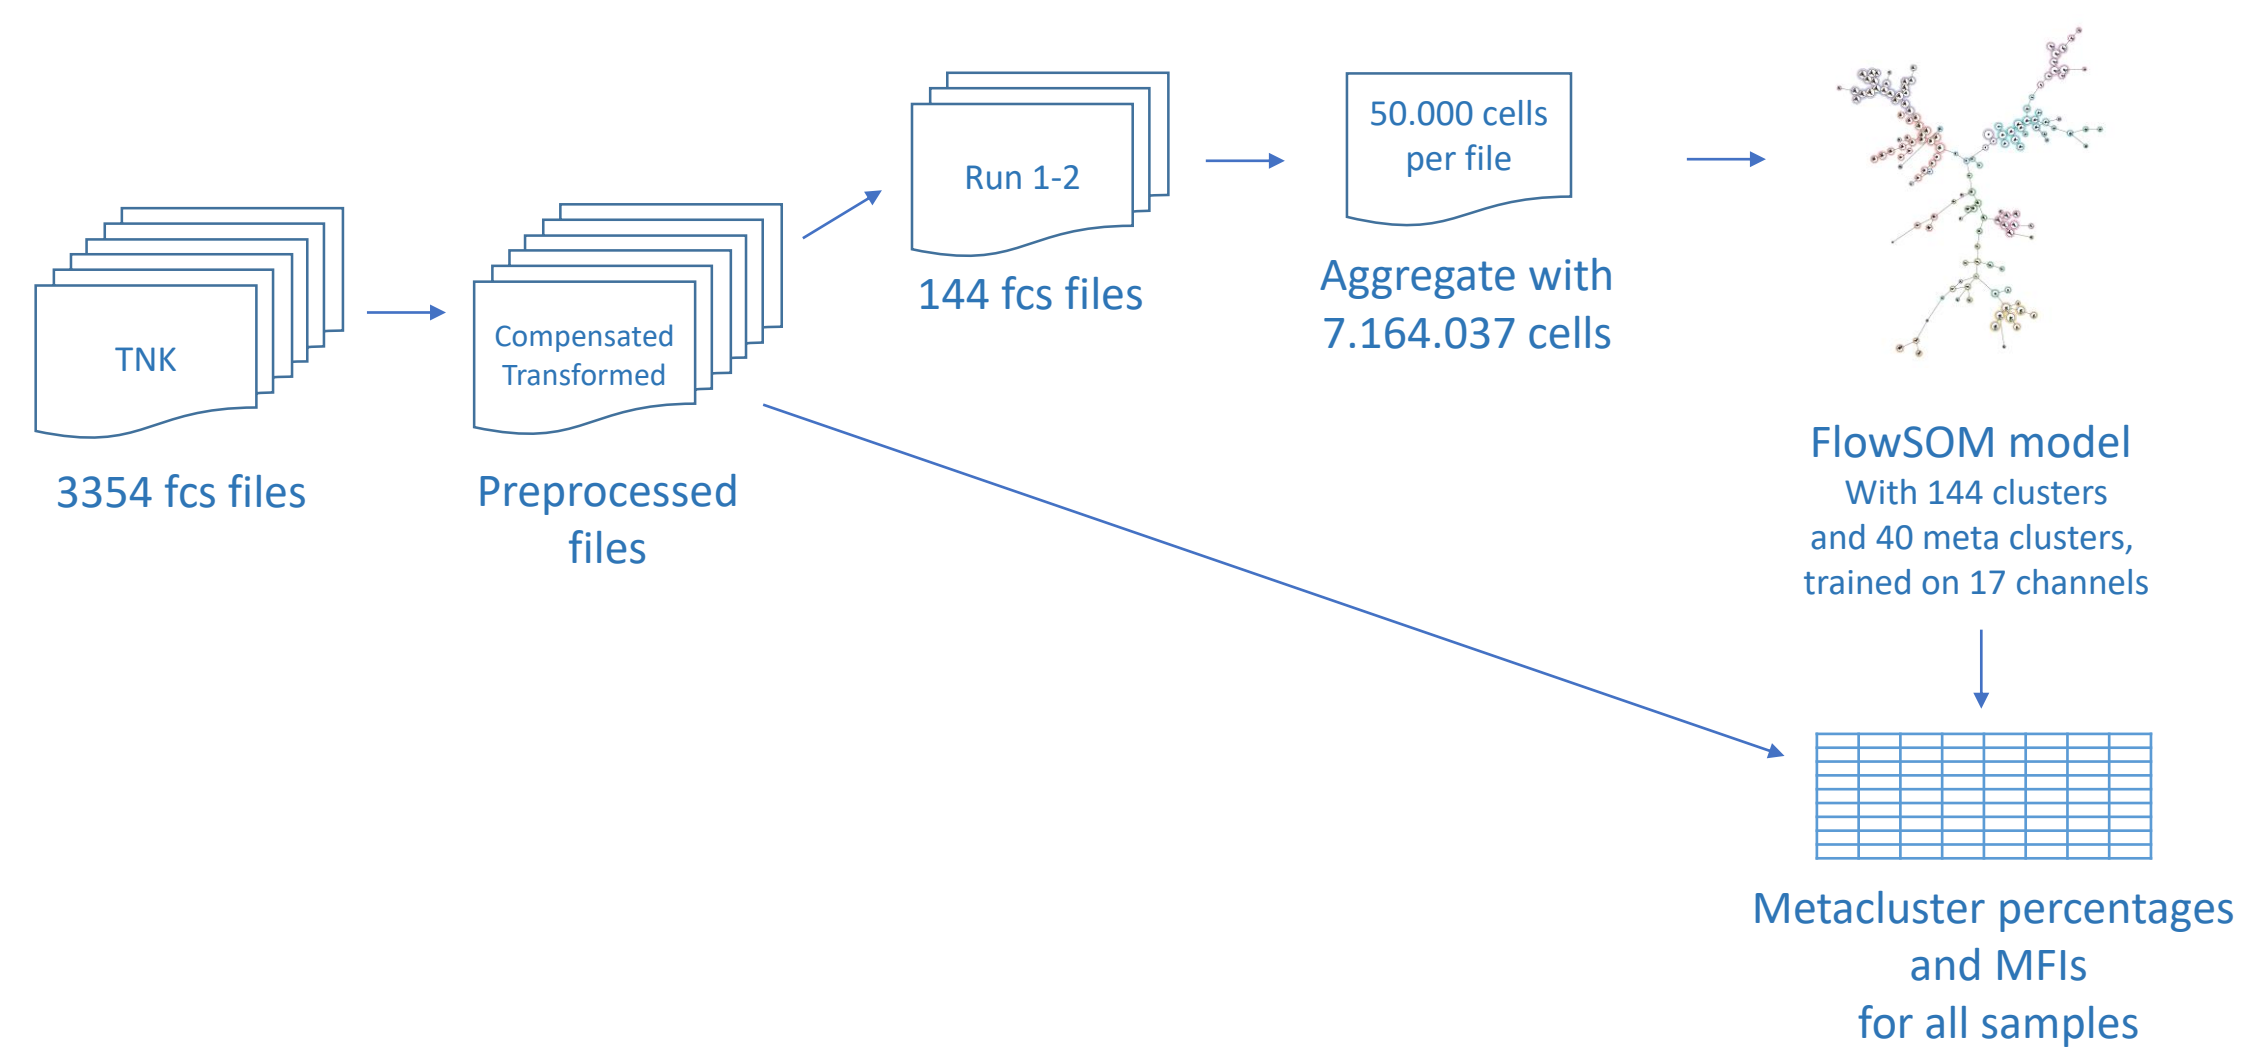 TNK
3354 fcs files
Compensated
Transformed
Preprocessed
files
Run 1-2
144 fcs files
50.000 cells
per file
Aggregate with
7.164.037 cells
FlowSOM model
With 144 clusters
and 40 meta clusters,
trained on 17 channels
Metacluster percentages
and MFIs
for all samples